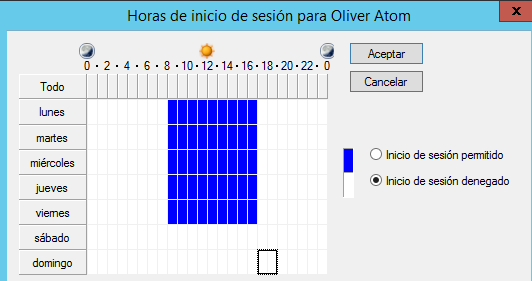 Horas de inicio de sesión para Oliver Atom
x
0 · 2 · 4 · 6 · 8 · 10 · 12 · 14 · 16 · 18 · 20 · 22 · 0
Aceptar
Todo
Cancelar
lunes
martes
miércoles
Inicio de sesión permitido
jueves
Inicio de sesión denegado
viernes
sábado
domingo